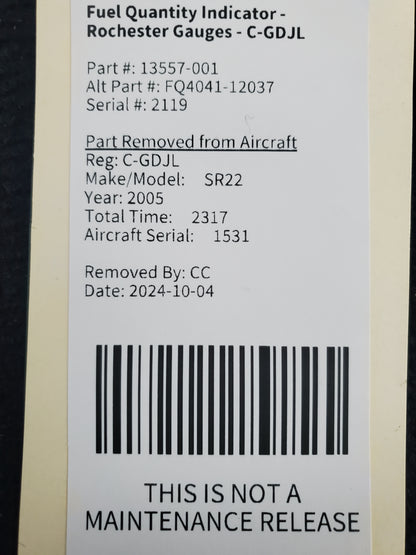 Fuel Quantity Indicator -
Rochester Gauges - C-GDJL
Part #: 13557-001
Alt Part #: FQ4041-12037
Serial #: 2119
Part Removed from Aircraft
Reg: C-GDJL
Make/Model: SR22
Year: 2005
Total Time: 2317
Aircraft Serial: 1531
Removed By: CC
Date: 2024-10-04
THIS IS NOT A
MAINTENANCE RELEASE